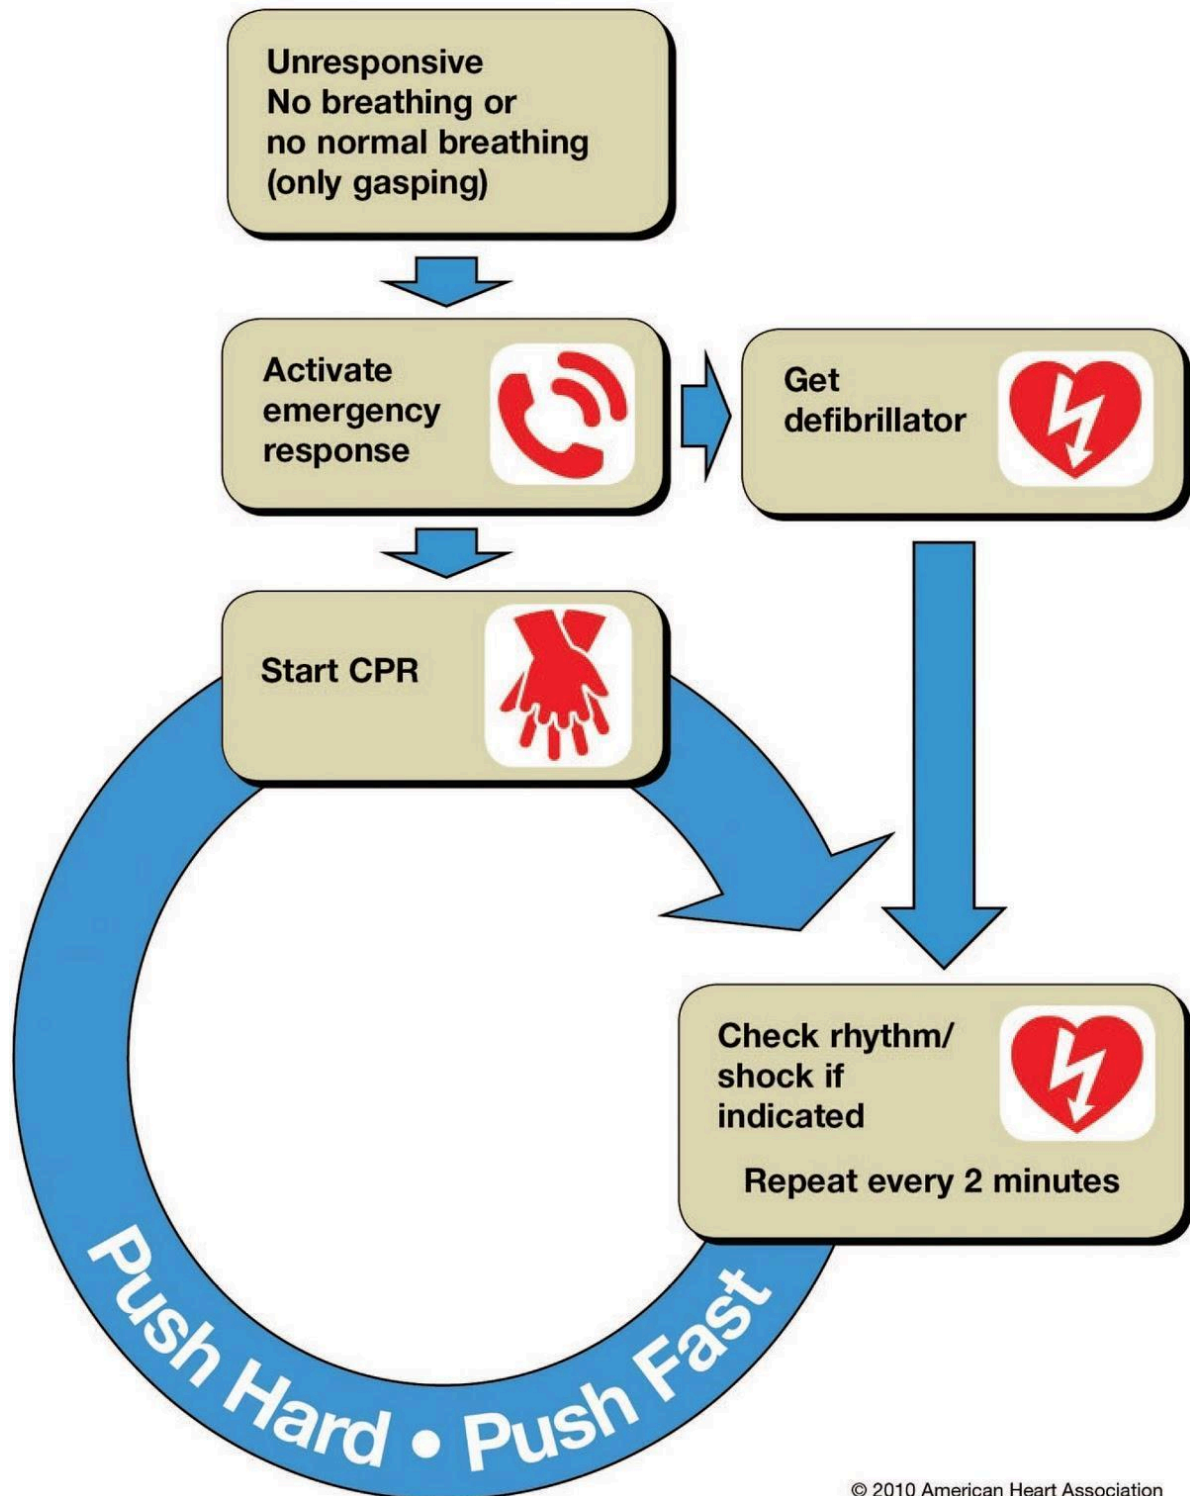 Unresponsive
No breathing or
no normal breathing
(only gasping)
Activate
emergency
response
Get
defibrillator
Start CPR
Check rhythm/
shock if
indicated
Repeat every 2 minutes
Push Hard • Push Fast
© 2010 American Heart Association